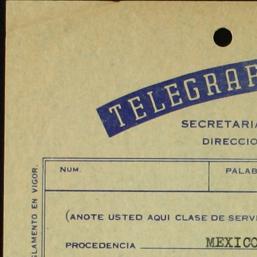 TELEGRAF
SECRETARIA
DIRECCIO
NUM.
PALAB
(ANOTE USTED AQUI CLASE DE SERVI
PROCEDENCIA MEXICO
GLAMENTO EN VIGOR.